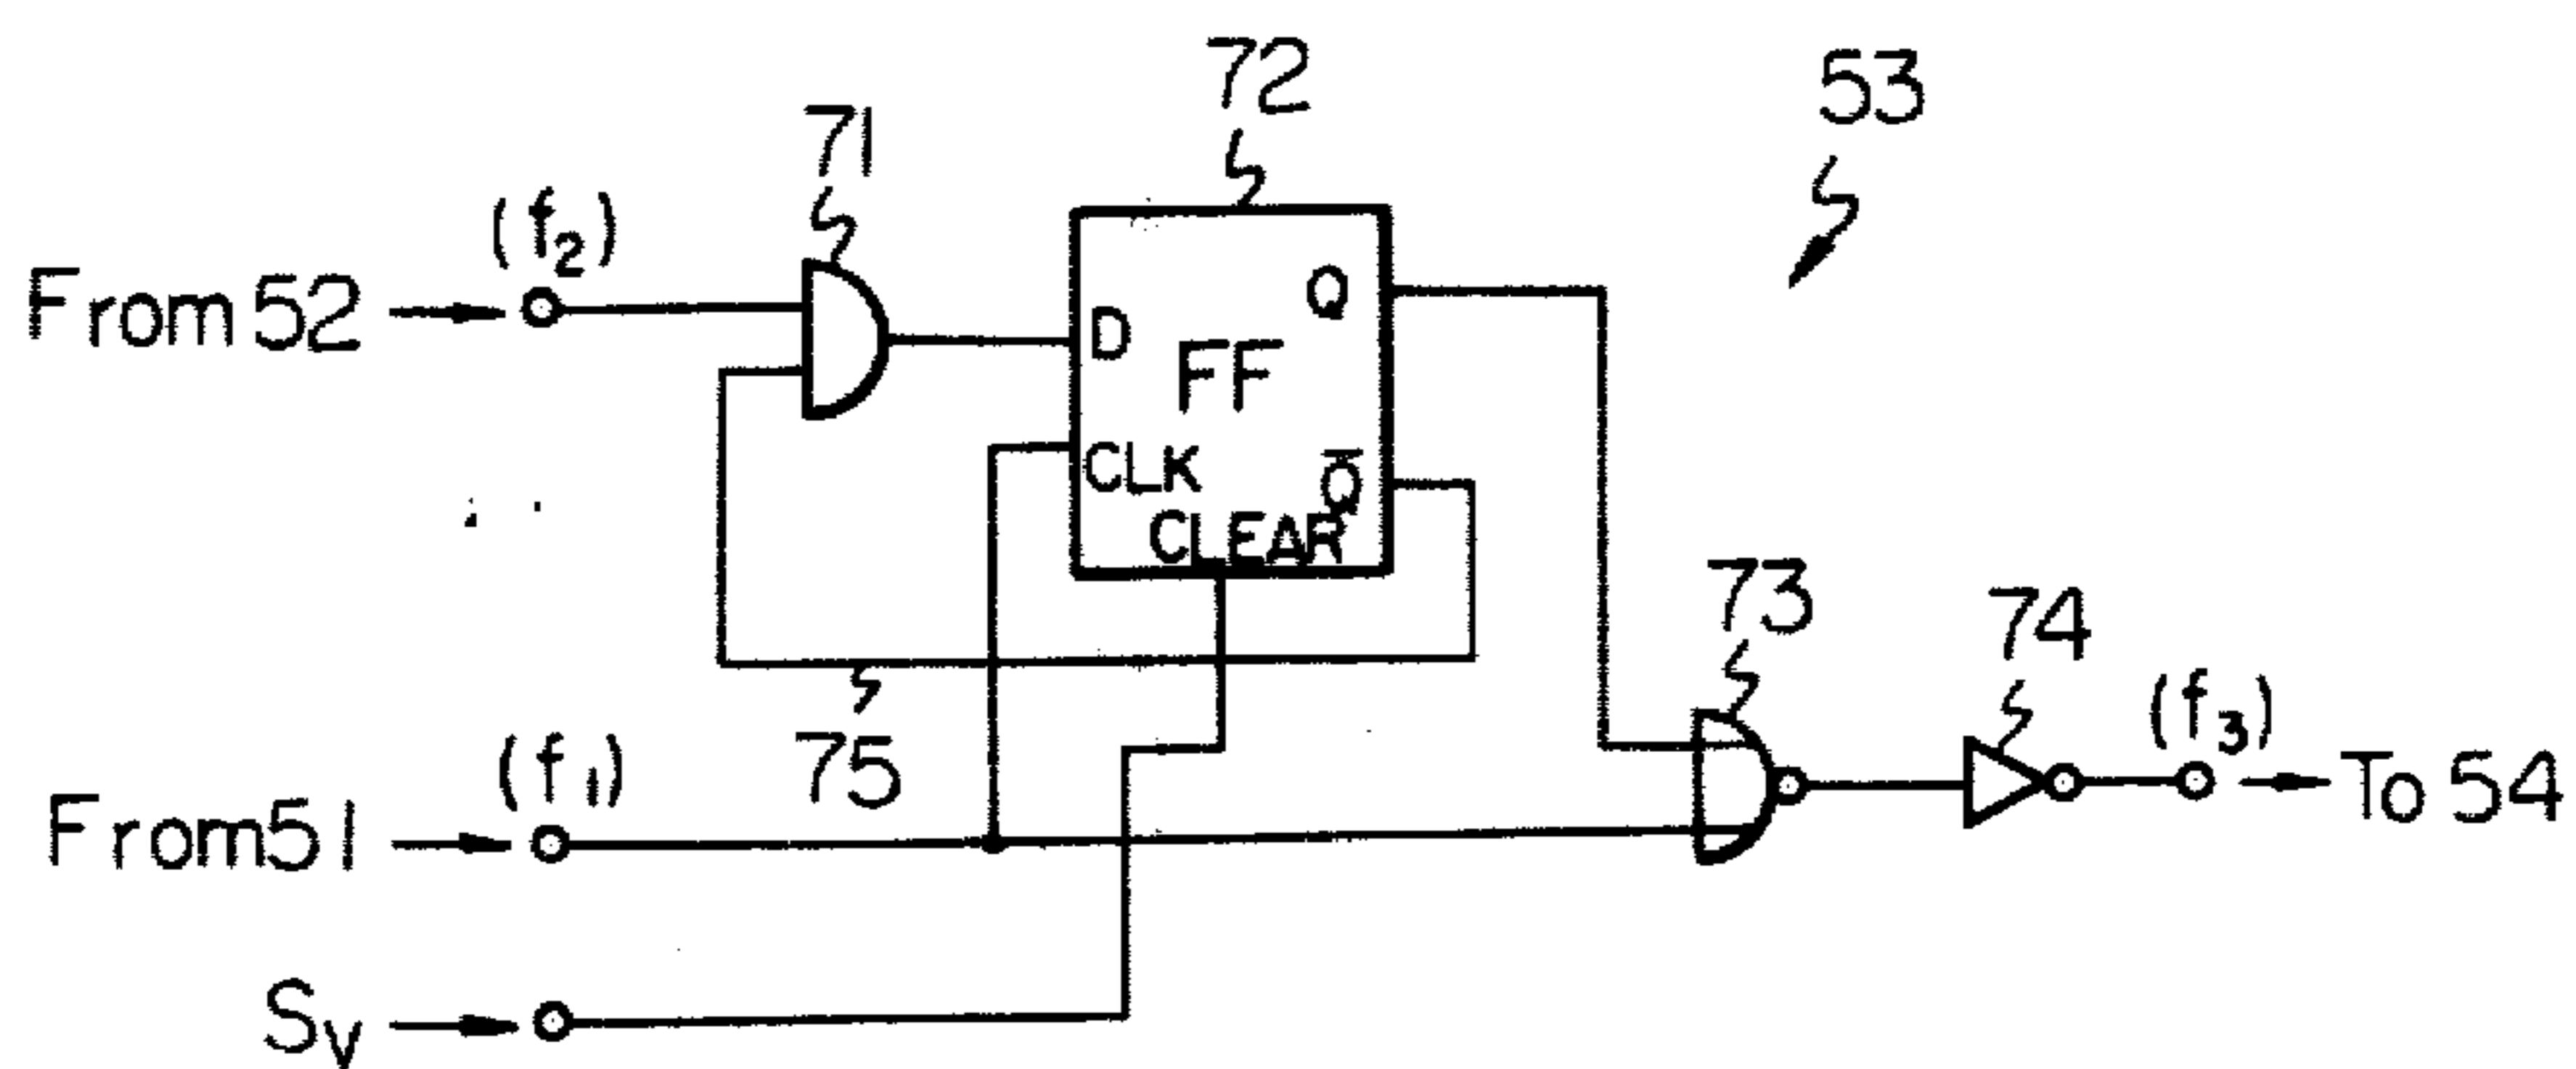 72
53
71
(f2)
From 52
D
Q
FF
CLK
Q̄
CLEAR
73
74
(f3)
75
(f1)
To 54
From 51
Sv